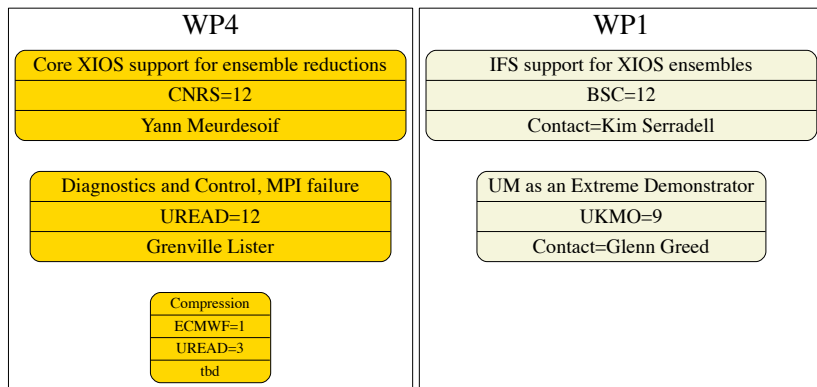 WP4
Core XIOS support for ensemble reductions
CNRS=12
Yann Meurdesoif
Diagnostics and Control, MPI failure
UREAD=12
Grenville Lister
Compression
ECMWF=1
UREAD=3
tbd
WP1
IFS support for XIOS ensembles
BSC=12
Contact=Kim Serradell
UM as an Extreme Demonstrator
UKMO=9
Contact=Glenn Greed